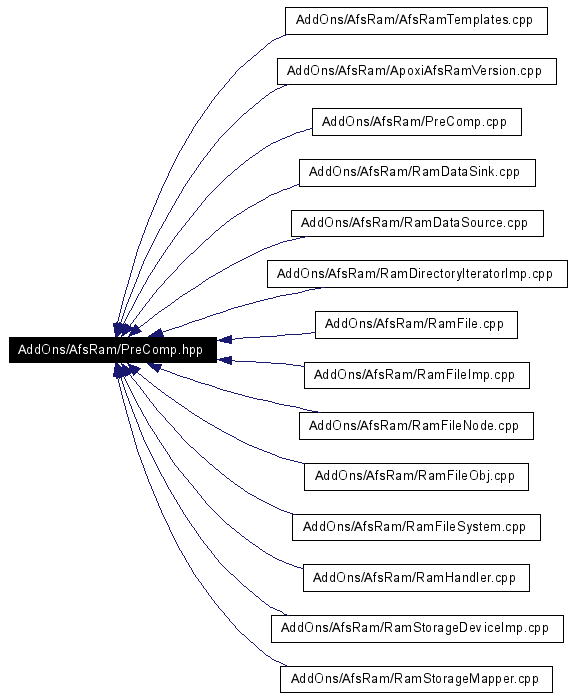 AddOns/AfsRam/AfsRamTemplates.cpp
AddOns/AfsRam/ApoxiAfsRamVersion.cpp
AddOns/AfsRam/PreComp.cpp
AddOns/AfsRam/RamDataSink.cpp
AddOns/AfsRam/RamDataSource.cpp
AddOns/AfsRam/RamDirectoryIteratorImp.cpp
AddOns/AfsRam/RamFile.cpp
AddOns/AfsRam/PreComp.hpp
AddOns/AfsRam/RamFileImp.cpp
AddOns/AfsRam/RamFileNode.cpp
AddOns/AfsRam/RamFileObj.cpp
AddOns/AfsRam/RamFileSystem.cpp
AddOns/AfsRam/RamHandler.cpp
AddOns/AfsRam/RamStorageDeviceImp.cpp
AddOns/AfsRam/RamStorageMapper.cpp